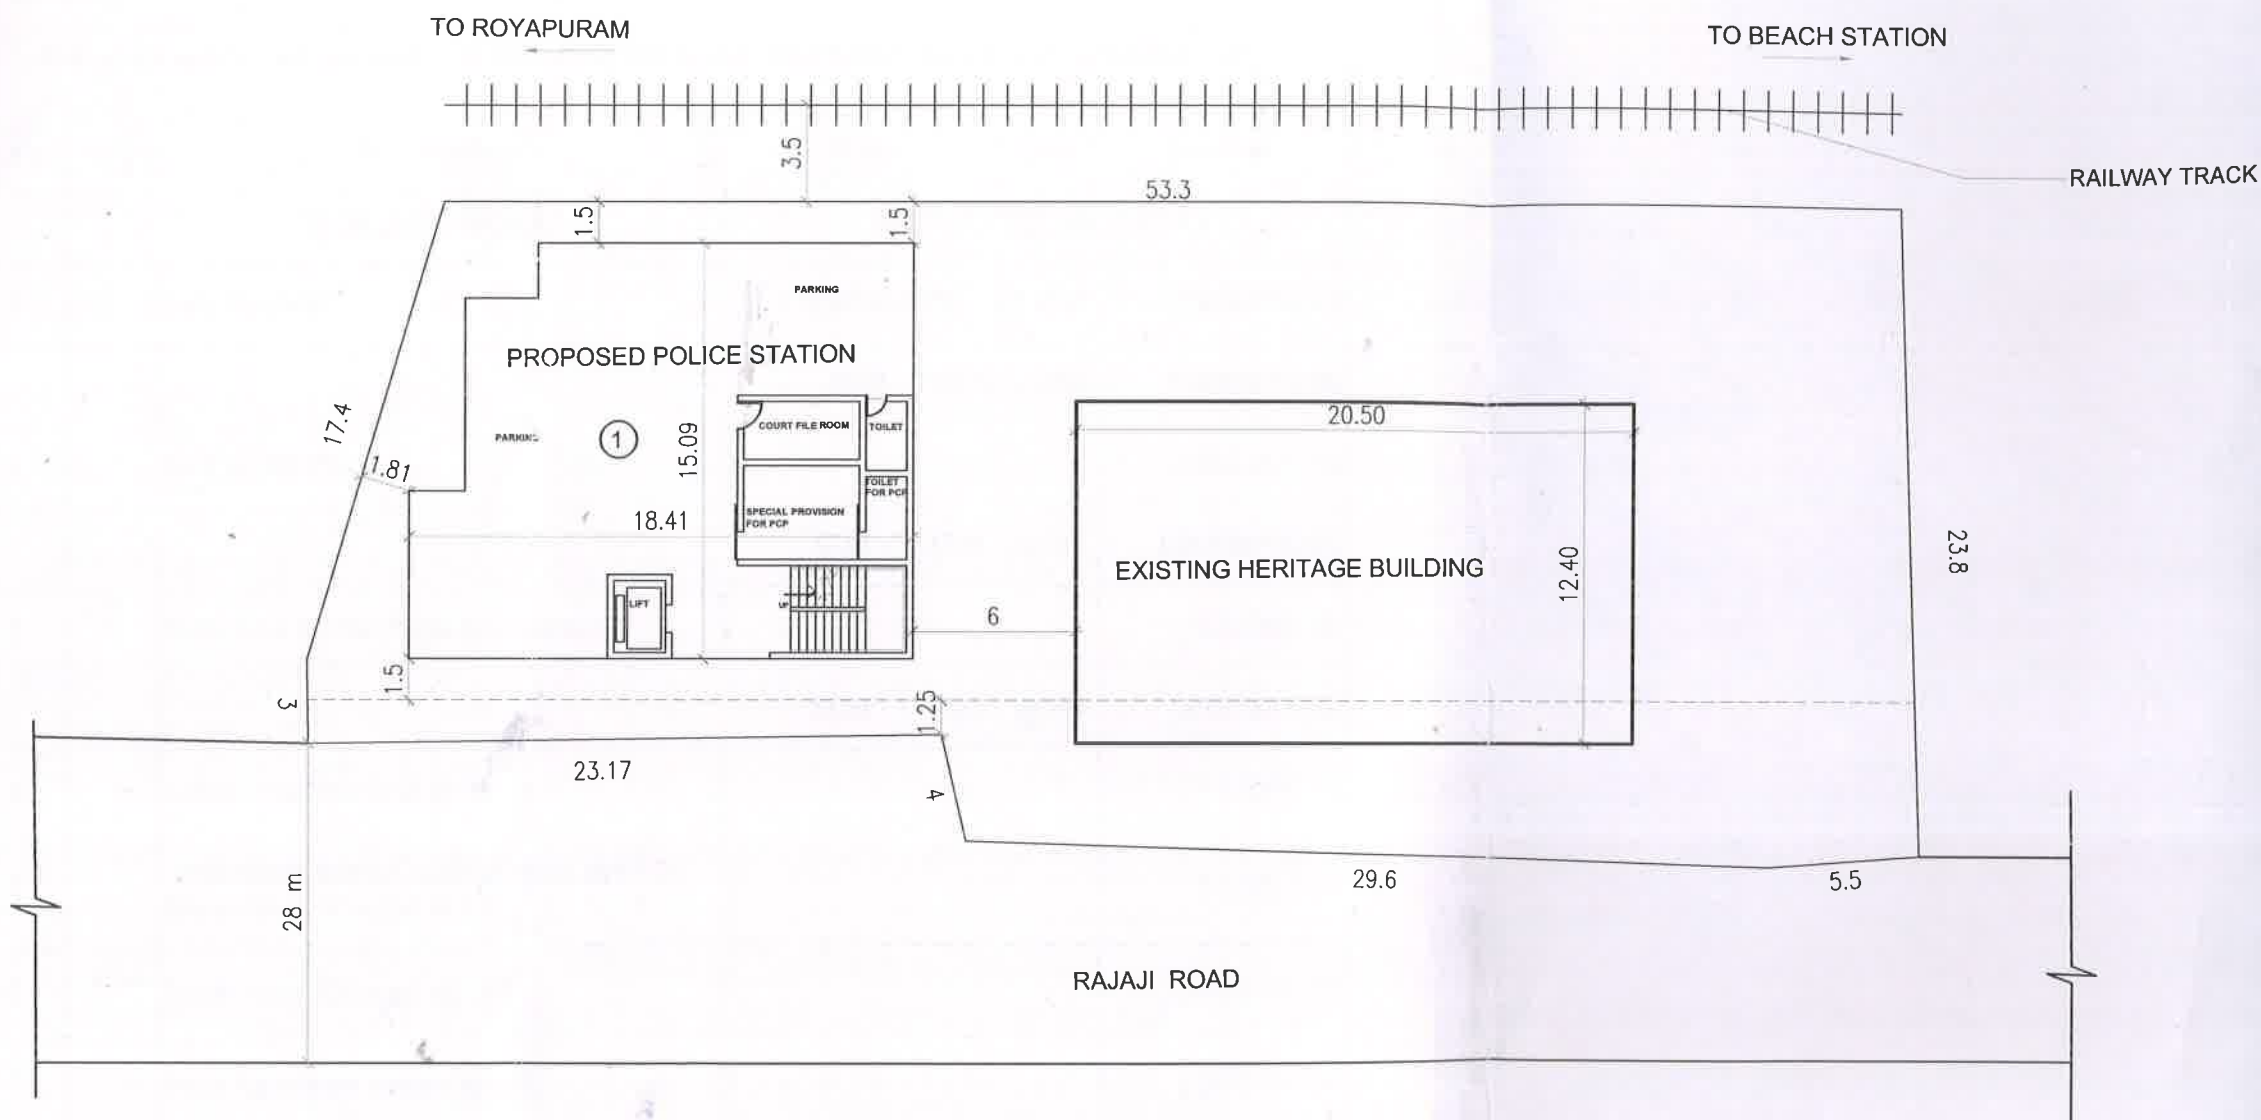 TO ROYAPURAM
TO BEACH STATION
3.5
RAILWAY TRACK
53.3
1.5
1.5
PARKING
PROPOSED POLICE STATION
17.4
20.50
COURT FILE ROOM
TOILET
PARKING
1
15.09
1.81
TOILET
FOR PCP
SPECIAL PROVISION
FOR PCP
18.41
23.8
EXISTING HERITAGE BUILDING
12.40
LIFT
UP
6
1.5
3
1.25
23.17
4
29.6
5.5
28 m
RAJAJI ROAD